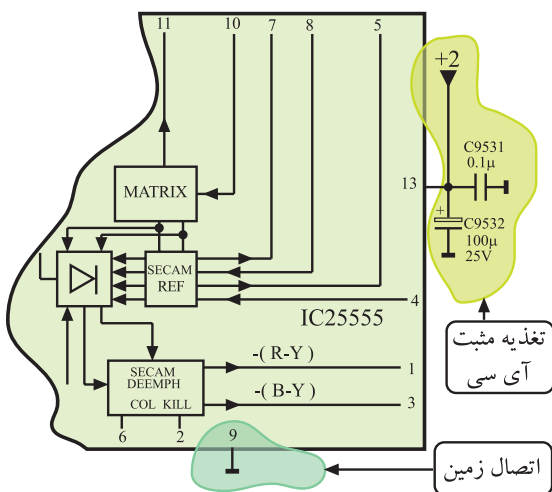 11
10
7
8
5
+2
C9531
0.1µ
13
MATRIX
+
C9532
100µ
25V
SECAM
REF
IC25555
4
تغذیه مثبت
آی سی
SECAM
DEEMPH
COL KILL
-( R-Y )
1
-( B-Y )
3
6
2
9
اتصال زمین